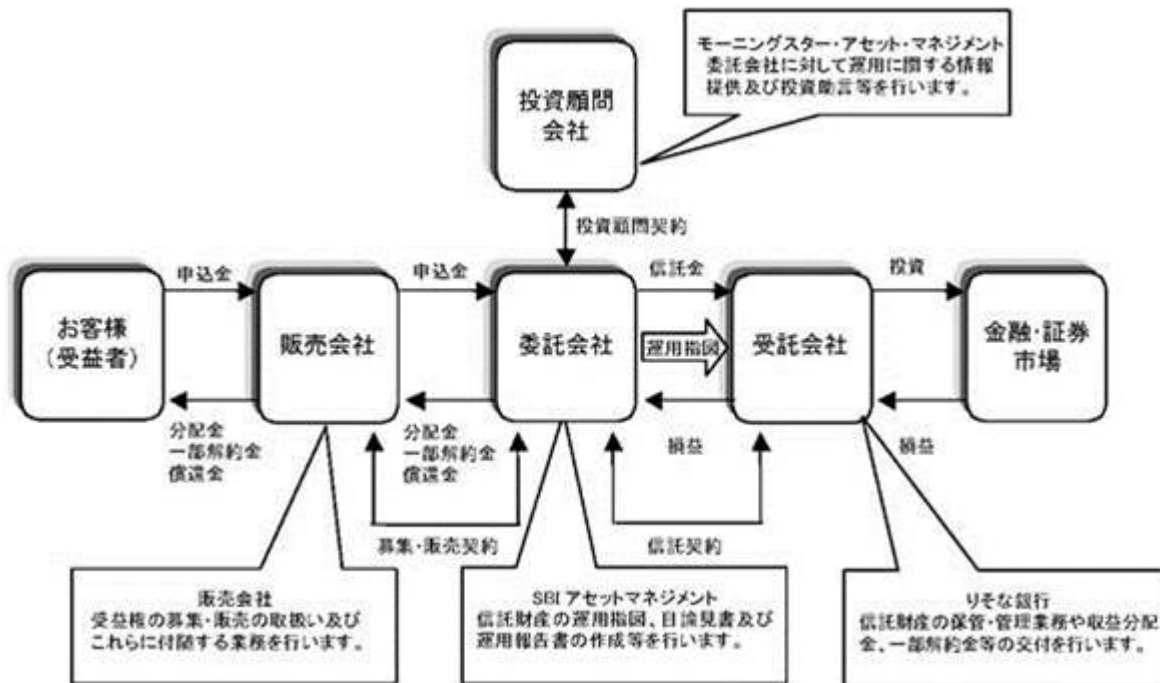 モーニングスター・アセット・マネジメント
委託会社に対して運用に関する情報
提供及び投資助言等を行います。
投資顧問
会社
投資顧問契約
申込金
申込金
信託金
投資
お客様
（受益者）
販売会社
委託会社
運用指図
受託会社
金融・証券
市場
分配金
一部解約金
償還金
分配金
一部解約金
償還金
損益
損益
募集・販売契約
信託契約
販売会社
受益権の募集・販売の取扱い及び
これらに付随する業務を行います。
SBIアセットマネジメント
信託財産の運用指図、目論見書及び
運用報告書の作成等を行います。
りそな銀行
信託財産の保管・管理業務や収益分配
金、一部解約金等の交付を行います。